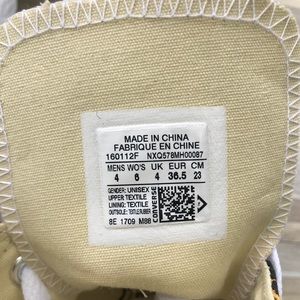 MADE IN CHINA
FABRIQUE EN CHINE
160112F NXQ578MH00087
MENS WO'S UK EUR CM
4 6 4 36.5 23
GENDER: UNISEX
UPPER: TEXTILE
LINING: TEXTILE
OUTSOLE: TEXTILE/RUBBER
8E 1709 M88
CONVERSE